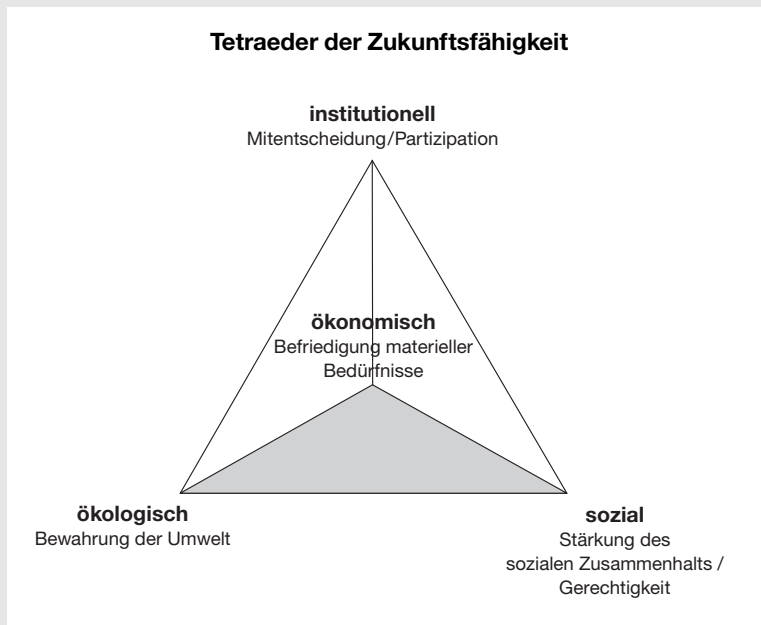 Tetraeder der Zukunftsfähigkeit
institutionell
Mitentscheidung/Partizipation
ökonomisch
Befriedigung materieller
Bedürfnisse
ökologisch
Bewahrung der Umwelt
sozial
Stärkung des
sozialen Zusammenhalts /
Gerechtigkeit